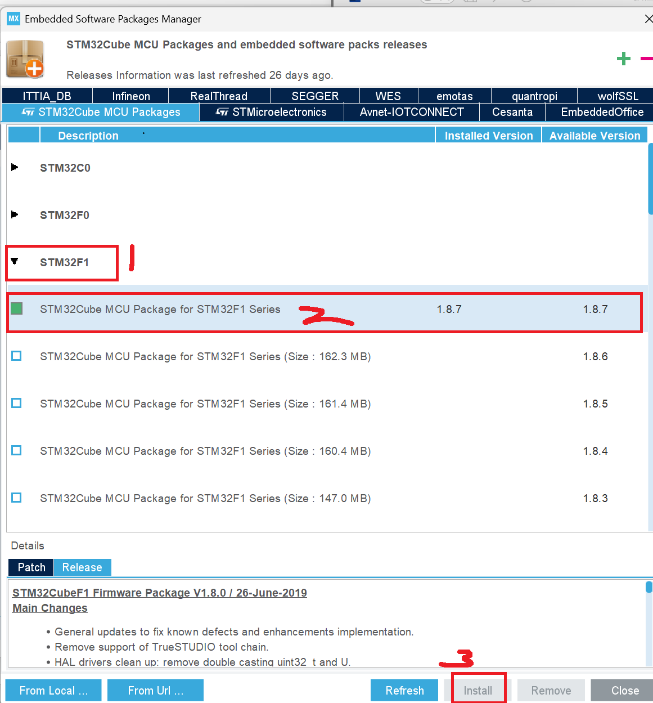 MX Embedded Software Packages Manager
STM32Cube MCU Packages and embedded software packs releases
Releases Information was last refreshed 26 days ago.
ITTIA_DB Infineon RealThread SEGGER WES emotas quantropi wolfSSL
STM32Cube MCU Packages STMicroelectronics Avnet-IOTCONNECT Cesanta EmbeddedOffice
Description Installed Version Available Version
STM32C0
STM32F0
STM32F1 1
STM32Cube MCU Package for STM32F1 Series 2 1.8.7 1.8.7
STM32Cube MCU Package for STM32F1 Series (Size : 162.3 MB) 1.8.6
STM32Cube MCU Package for STM32F1 Series (Size : 161.4 MB) 1.8.5
STM32Cube MCU Package for STM32F1 Series (Size : 160.4 MB) 1.8.4
STM32Cube MCU Package for STM32F1 Series (Size : 147.0 MB) 1.8.3
Details
Patch Release
STM32CubeF1 Firmware Package V1.8.0 / 26-June-2019
Main Changes
• General updates to fix known defects and enhancements implementation.
• Remove support of TrueSTUDIO tool chain.
• HAL drivers clean up: remove double casting uint32_t and U.
3
From Local ... From Url ... Refresh Install Remove Close